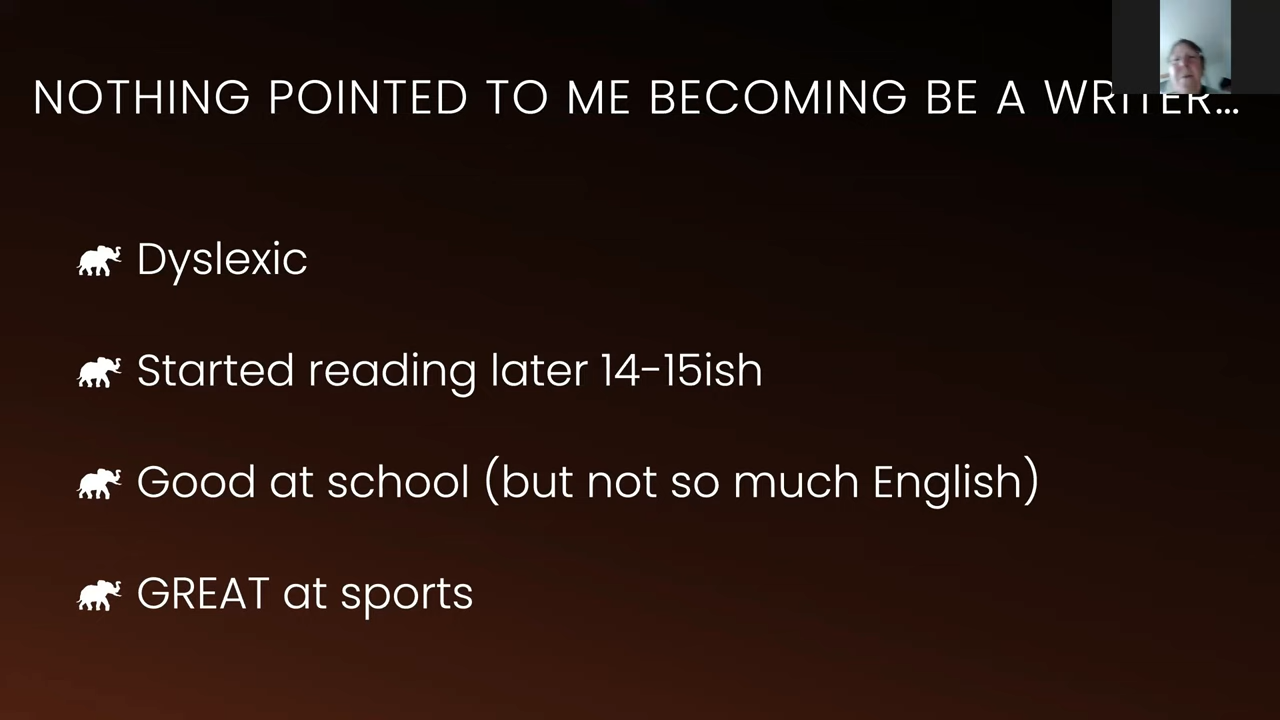 NOTHING POINTED TO ME BECOMING BE A WRITER...
Dyslexic
Started reading later 14-15ish
Good at school (but not so much English)
GREAT at sports